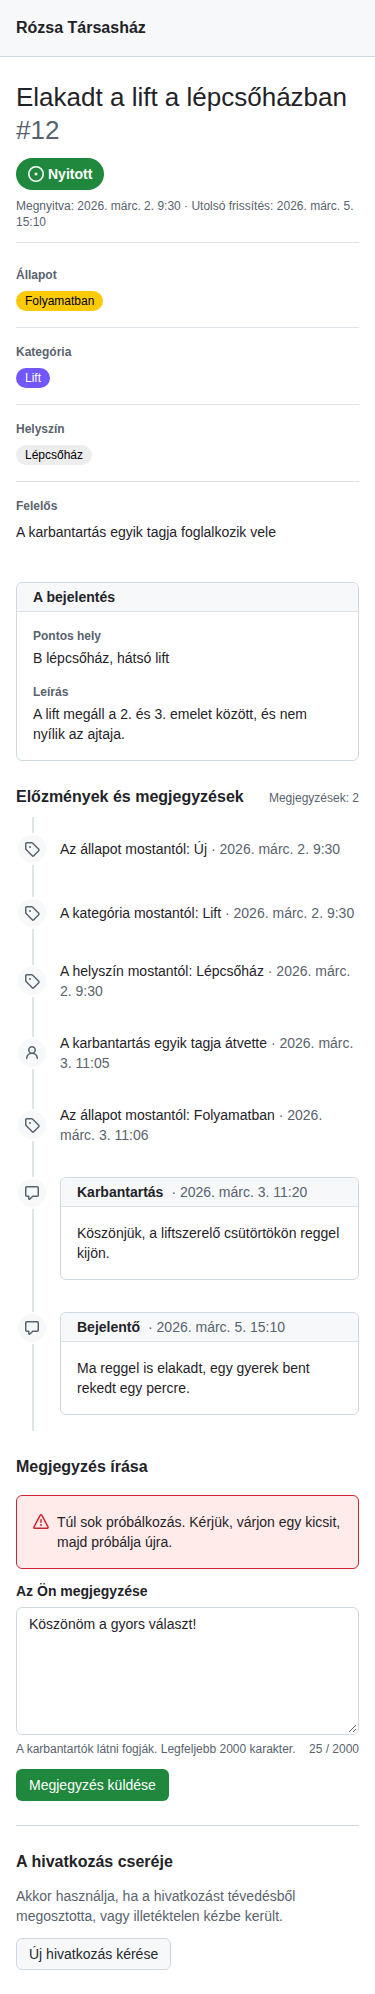 Rózsa Társasház
Elakadt a lift a lépcsőházban
#12
Nyitott
Megnyitva: 2026. márc. 2. 9:30 · Utolsó frissítés: 2026. márc. 5.
15:10
Állapot
Folyamatban
Kategória
Lift
Helyszín
Lépcsőház
Felelős
A karbantartás egyik tagja foglalkozik vele
A bejelentés
Pontos hely
B lépcsőház, hátsó lift
Leírás
A lift megáll a 2. és 3. emelet között, és nem
nyílik az ajtaja.
Előzmények és megjegyzések
Megjegyzések: 2
Az állapot mostantól: Új · 2026. márc. 2. 9:30
A kategória mostantól: Lift · 2026. márc. 2. 9:30
A helyszín mostantól: Lépcsőház · 2026. márc.
2. 9:30
A karbantartás egyik tagja átvette · 2026. márc.
3. 11:05
Az állapot mostantól: Folyamatban · 2026.
márc. 3. 11:06
Karbantartás · 2026. márc. 3. 11:20
Köszönjük, a liftszerelő csütörtökön reggel
kijön.
Bejelentő · 2026. márc. 5. 15:10
Ma reggel is elakadt, egy gyerek bent
rekedt egy percre.
Megjegyzés írása
Túl sok próbálkozás. Kérjük, várjon egy kicsit,
majd próbálja újra.
Az Ön megjegyzése
Köszönöm a gyors választ!
A karbantartók látni fogják. Legfeljebb 2000 karakter.
25 / 2000
Megjegyzés küldése
A hivatkozás cseréje
Akkor használja, ha a hivatkozást tévedésből
megosztotta, vagy illetéktelen kézbe került.
Új hivatkozás kérése